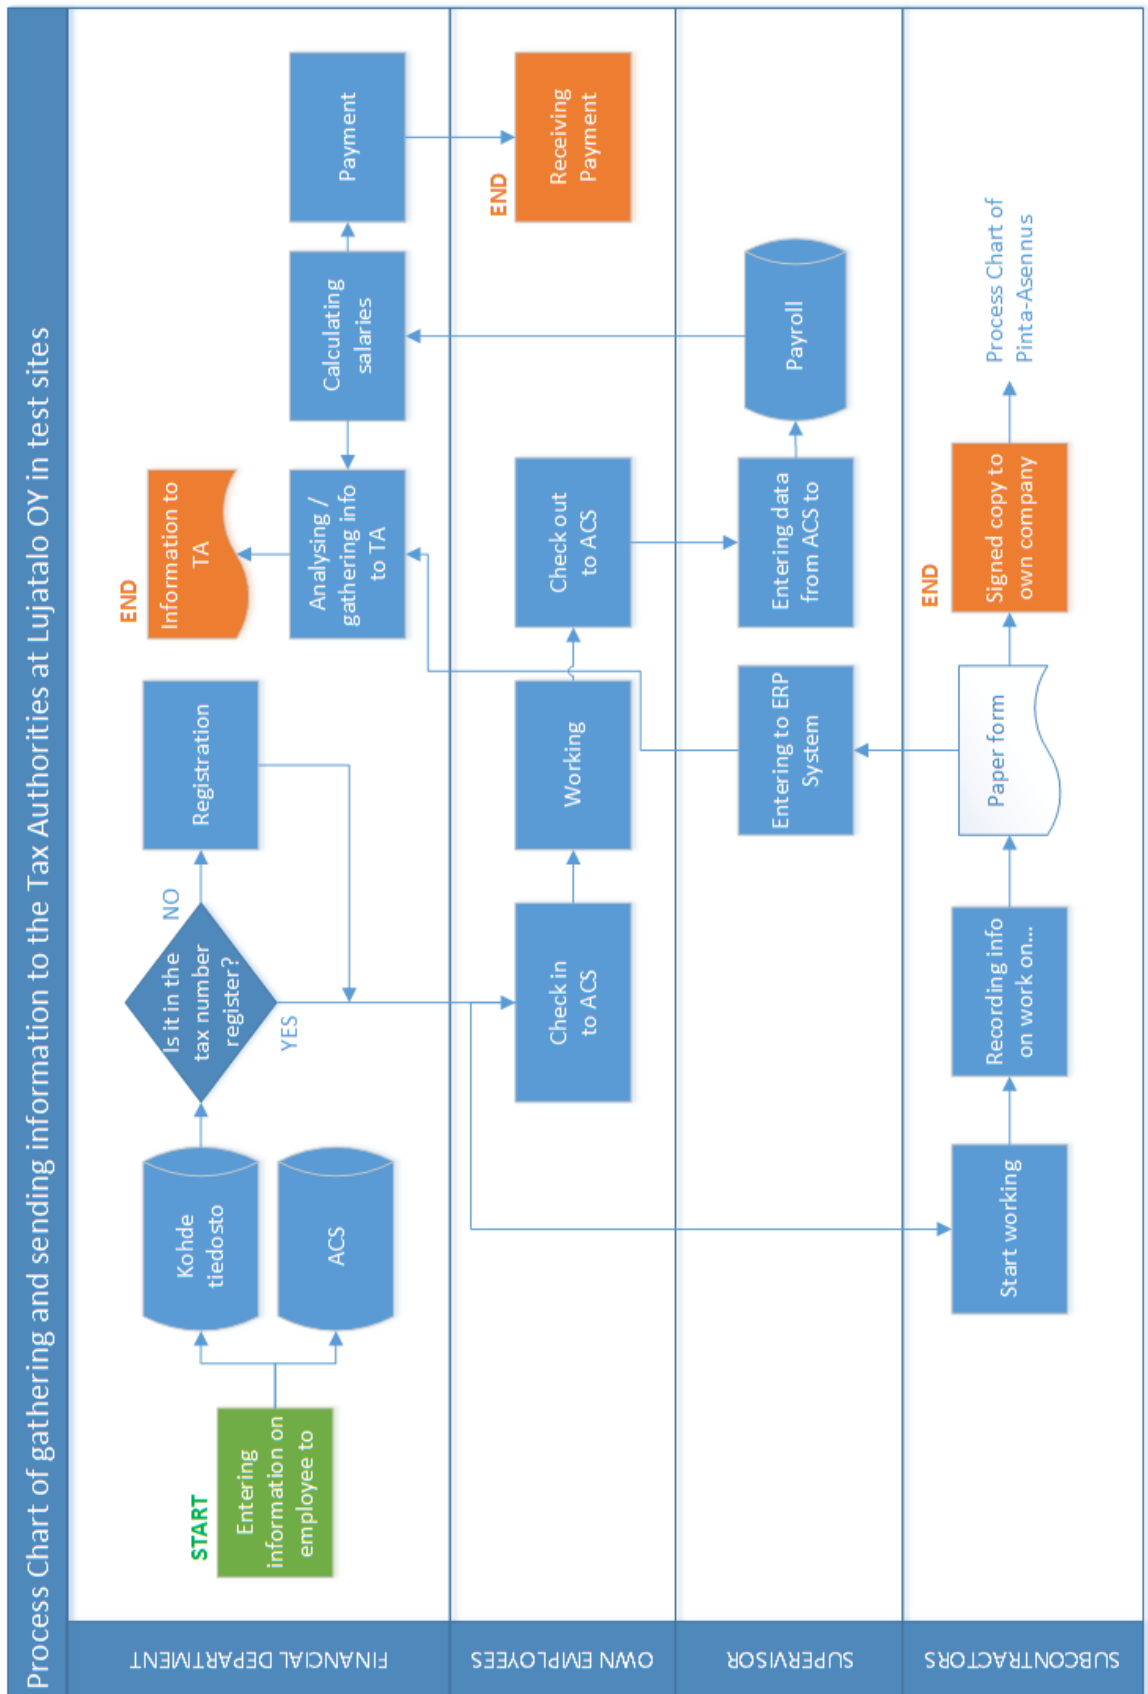 Process Chart of gathering and sending information to the Tax Authorities at Lujatalo OY in test sites
FINANCIAL DEPARTMENT
START
Entering
information on
employee to
Kohde
tiedosto
ACS
Is it in the
tax number
register?
NO
YES
Registration
END
Information to
TA
Analysing /
gathering info
to TA
Calculating
salaries
Payment
OWN EMPLOYEES
Check in
to ACS
Working
Check out
to ACS
END
Receiving
Payment
SUPERVISOR
Entering to ERP
System
Entering data
from ACS to
Payroll
SUBCONTRACTORS
Start working
Recording info
on work on...
Paper form
END
Signed copy to
own company
Process Chart of
Pinta-Asennus